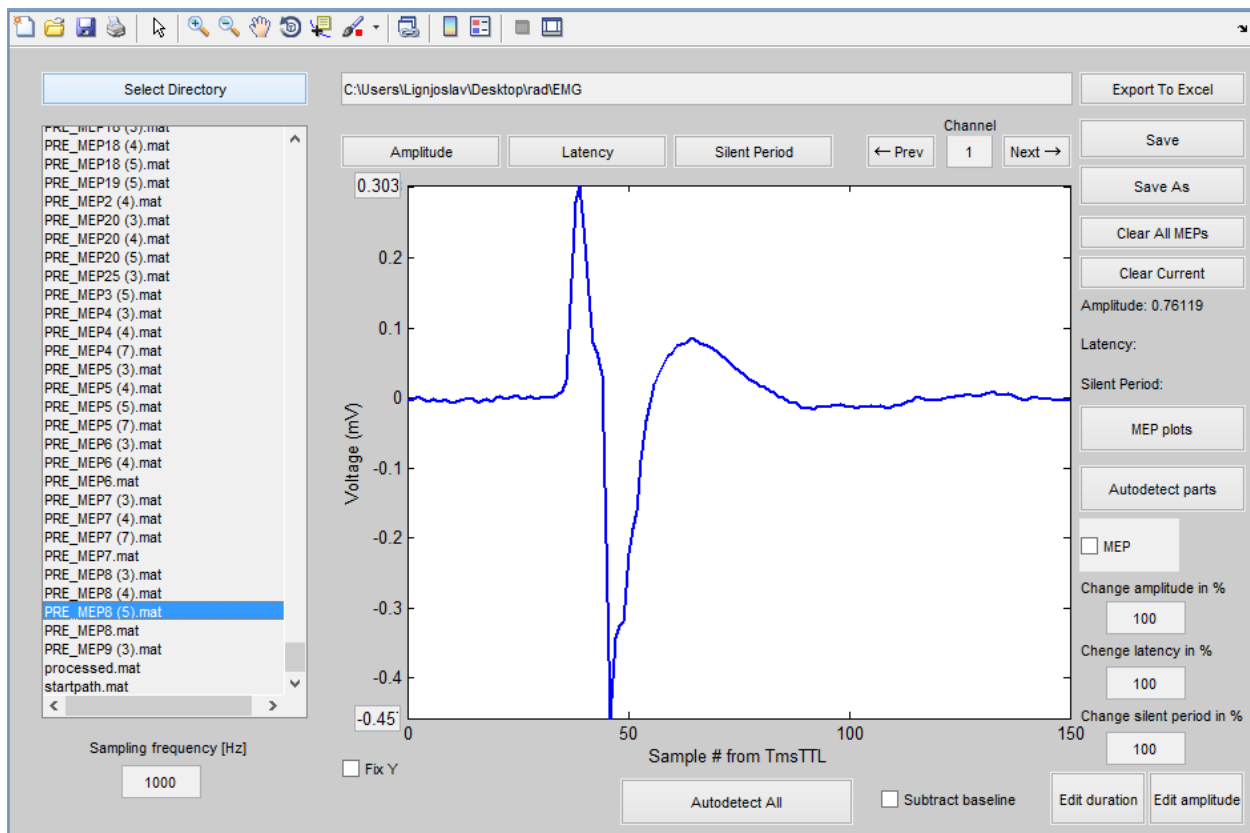 Select Directory
C:\Users\Lignjoslav\Desktop\rad\EMG
Export To Excel
PRE_MEP18 (3).mat
PRE_MEP18 (4).mat
PRE_MEP18 (5).mat
PRE_MEP19 (5).mat
PRE_MEP2 (4).mat
PRE_MEP20 (3).mat
PRE_MEP20 (4).mat
PRE_MEP20 (5).mat
PRE_MEP25 (3).mat
PRE_MEP3 (5).mat
PRE_MEP4 (3).mat
PRE_MEP4 (4).mat
PRE_MEP4 (7).mat
PRE_MEP5 (3).mat
PRE_MEP5 (4).mat
PRE_MEP5 (5).mat
PRE_MEP5 (7).mat
PRE_MEP6 (3).mat
PRE_MEP6 (4).mat
PRE_MEP6.mat
PRE_MEP7 (3).mat
PRE_MEP7 (4).mat
PRE_MEP7 (7).mat
PRE_MEP7.mat
PRE_MEP8 (3).mat
PRE_MEP8 (4).mat
PRE_MEP8 (5).mat
PRE_MEP8.mat
PRE_MEP9 (3).mat
processed.mat
startpath.mat
Sampling frequency [Hz]
1000
Amplitude
Latency
Silent Period
← Prev
Channel
1
Next →
0.303
0.2
0.1
0
-0.1
-0.2
-0.3
-0.4
-0.45
Voltage (mV)
0
50
100
150
Sample # from TmsTTL
Fix Y
Autodetect All
Subtract baseline
Save
Save As
Clear All MEPs
Clear Current
Amplitude: 0.76119
Latency:
Silent Period:
MEP plots
Autodetect parts
MEP
Change amplitude in %
100
Chenge latency in %
100
Change silent period in %
100
Edit duration
Edit amplitude